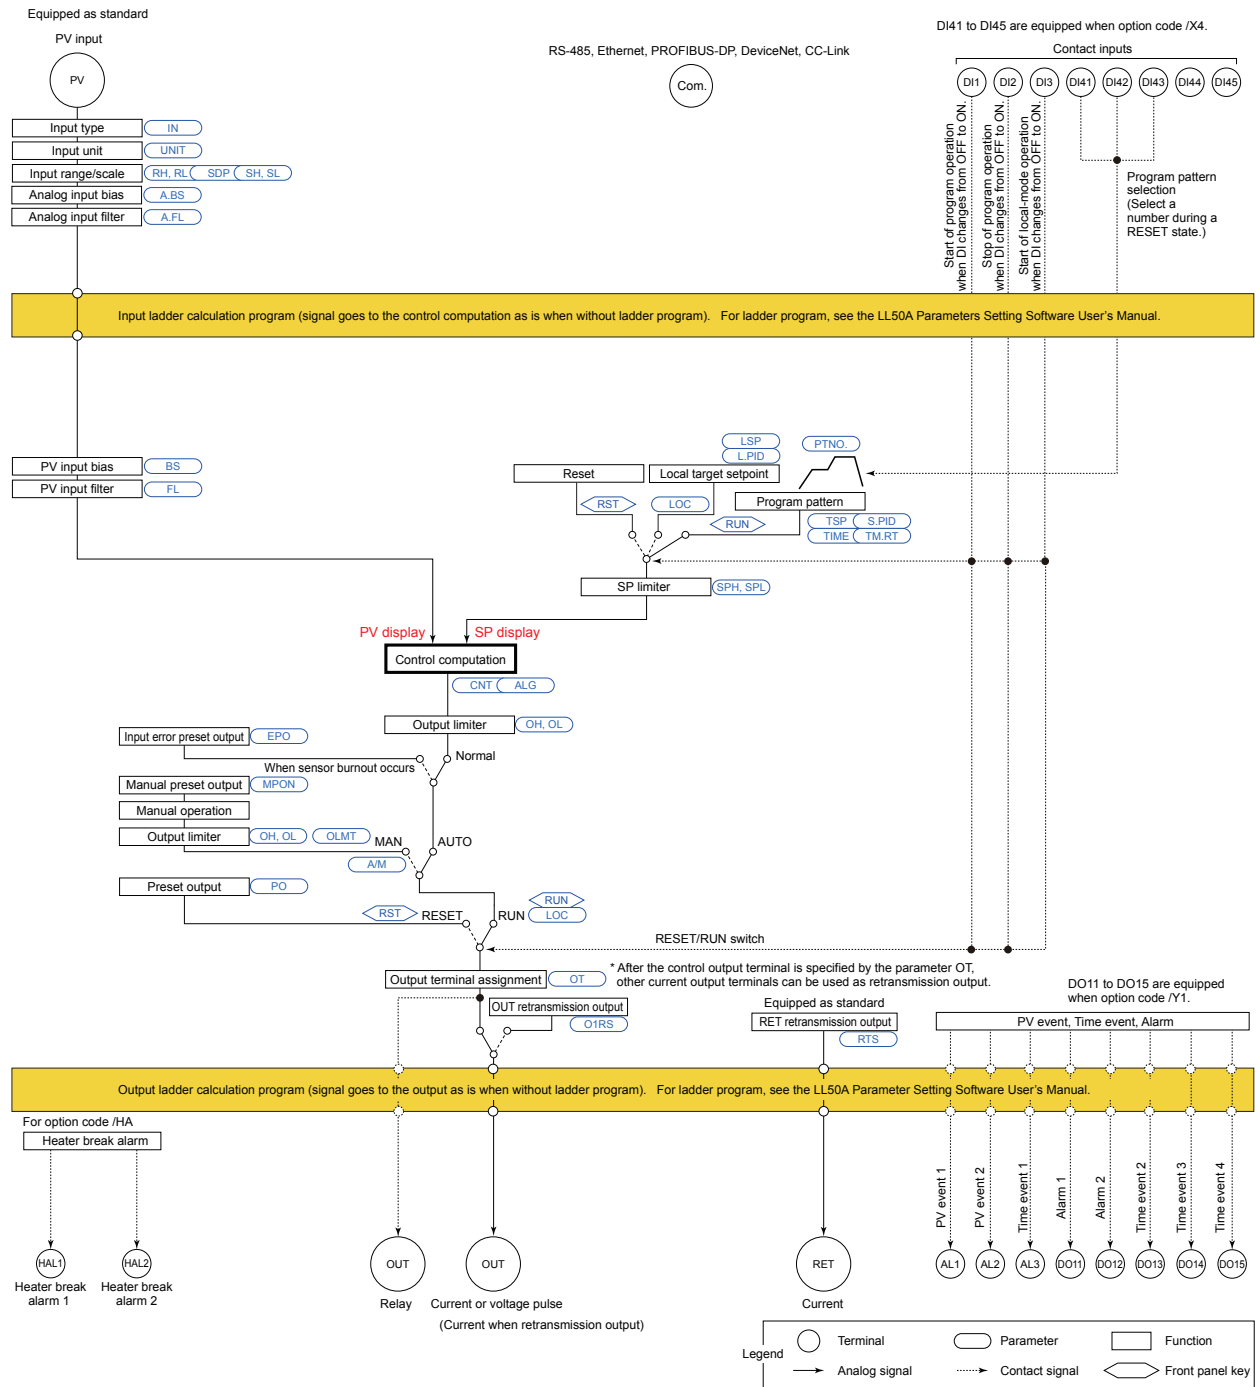 Equipped as standard
PV input
PV
RS-485, Ethernet, PROFIBUS-DP, DeviceNet, CC-Link
Com.
DI41 to DI45 are equipped when option code /X4.
Contact inputs
DI1
DI2
DI3
DI41
DI42
DI43
DI44
DI45
Input type
IN
Input unit
UNIT
Input range/scale
RH, RL
SDP
SH, SL
Analog input bias
A.BS
Analog input filter
A.FL
Start of program operation
when DI changes from OFF to ON.
Stop of program operation
when DI changes from OFF to ON.
Start of local-mode operation
when DI changes from OFF to ON.
Program pattern
selection
(Select a
number during a
RESET state.)
Input ladder calculation program (signal goes to the control computation as is when without ladder program).   For ladder program, see the LL50A Parameters Setting Software User's Manual.
PV input bias
BS
PV input filter
FL
LSP
L.PID
PTNO.
Reset
Local target setpoint
Program pattern
RST
LOC
RUN
TSP
S.PID
TIME
TM.RT
SP limiter
SPH, SPL
PV display
SP display
Control computation
CNT
ALG
Output limiter
OH, OL
Input error preset output
EPO
Normal
When sensor burnout occurs
Manual preset output
MPON
Manual operation
Output limiter
OH, OL
OLMT
MAN
AUTO
A/M
Preset output
PO
RST
RESET
RUN
RUN
LOC
RESET/RUN switch
Output terminal assignment
OT
* After the control output terminal is specified by the parameter OT,
other current output terminals can be used as retransmission output.
OUT retransmission output
O1RS
Equipped as standard
RET retransmission output
RTS
DO11 to DO15 are equipped
when option code /Y1.
PV event, Time event, Alarm
Output ladder calculation program (signal goes to the output as is when without ladder program).   For ladder program, see the LL50A Parameter Setting Software User's Manual.
For option code /HA
Heater break alarm
PV event 1
PV event 2
Time event 1
Alarm 1
Alarm 2
Time event 2
Time event 3
Time event 4
HAL1
HAL2
OUT
OUT
RET
AL1
AL2
AL3
DO11
DO12
DO13
DO14
DO15
Heater break
alarm 1
Heater break
alarm 2
Relay
Current or voltage pulse
(Current when retransmission output)
Current
Legend
Terminal
Parameter
Function
Analog signal
Contact signal
Front panel key